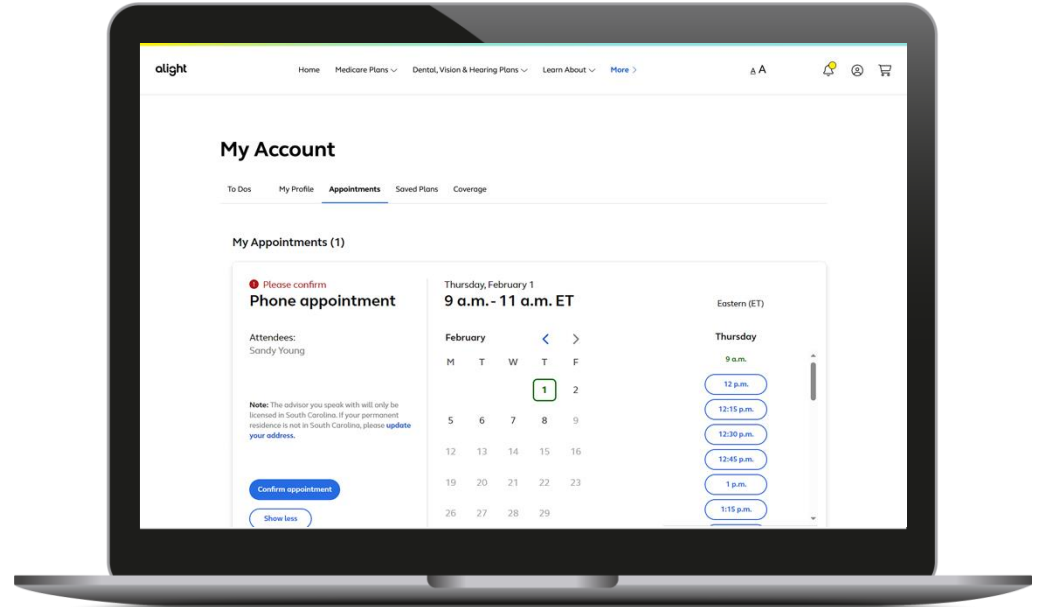 alight
Home Medicare Plans Dental, Vision & Hearing Plans Learn About More
A A
My Account
To Dos My Profile Appointments Saved Plans Coverage
My Appointments (1)
Please confirm
Phone appointment
Attendees:
Sandy Young
Note: The advisor you speak with will only be
licensed in South Carolina. If your permanent
residence is not in South Carolina, please update
your address.
Confirm appointment
Show less
Thursday, February 1
9 a.m. - 11 a.m. ET
February
M T W T F
1 2
5 6 7 8 9
12 13 14 15 16
19 20 21 22 23
26 27 28 29
Eastern (ET)
Thursday
9 a.m.
12 p.m.
12:15 p.m.
12:30 p.m.
12:45 p.m.
1 p.m.
1:15 p.m.